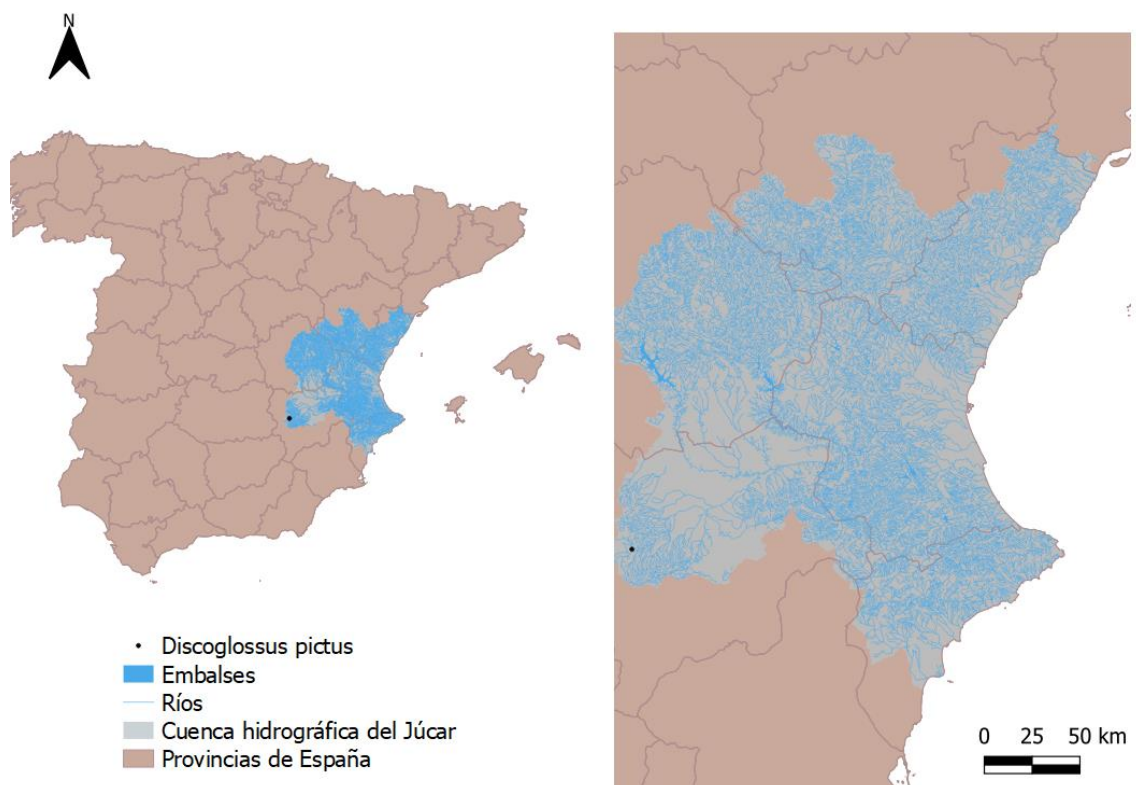 N
Discoglossus pictus
Embalses
Ríos
Cuenca hidrográfica del Júcar
Provincias de España
0 25 50 km